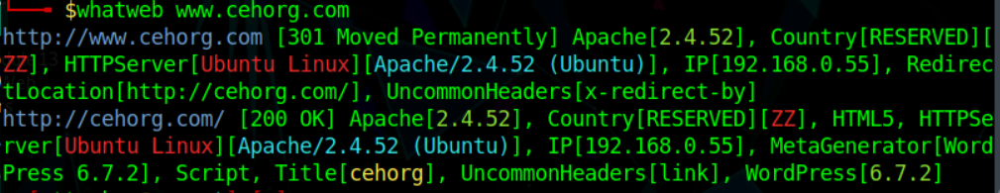 $whatweb www.cehorg.com
http://www.cehorg.com [301 Moved Permanently] Apache[2.4.52], Country[RESERVED][
ZZ], HTTPServer[Ubuntu Linux][Apache/2.4.52 (Ubuntu)], IP[192.168.0.55], Redirec
tLocation[http://cehorg.com/], UncommonHeaders[x-redirect-by]
http://cehorg.com/ [200 OK] Apache[2.4.52], Country[RESERVED][ZZ], HTML5, HTTPSe
rver[Ubuntu Linux][Apache/2.4.52 (Ubuntu)], IP[192.168.0.55], MetaGenerator[Word
Press 6.7.2], Script, Title[cehorg], UncommonHeaders[link], WordPress[6.7.2]